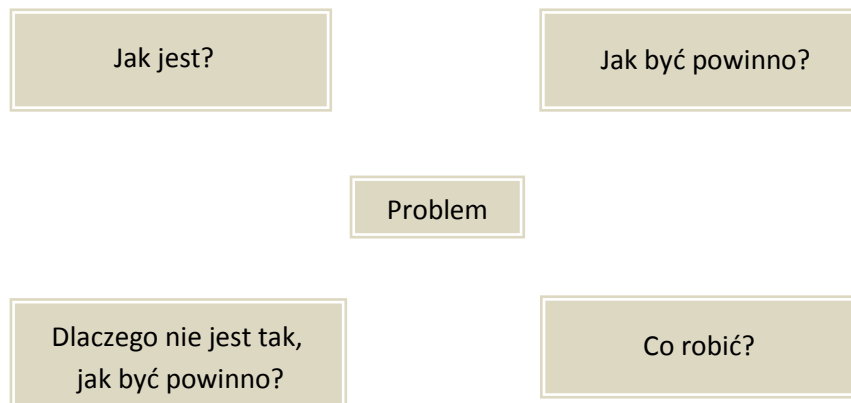 Jak jest?
Jak być powinno?
Problem
Dlaczego nie jest tak,
jak być powinno?
Co robić?